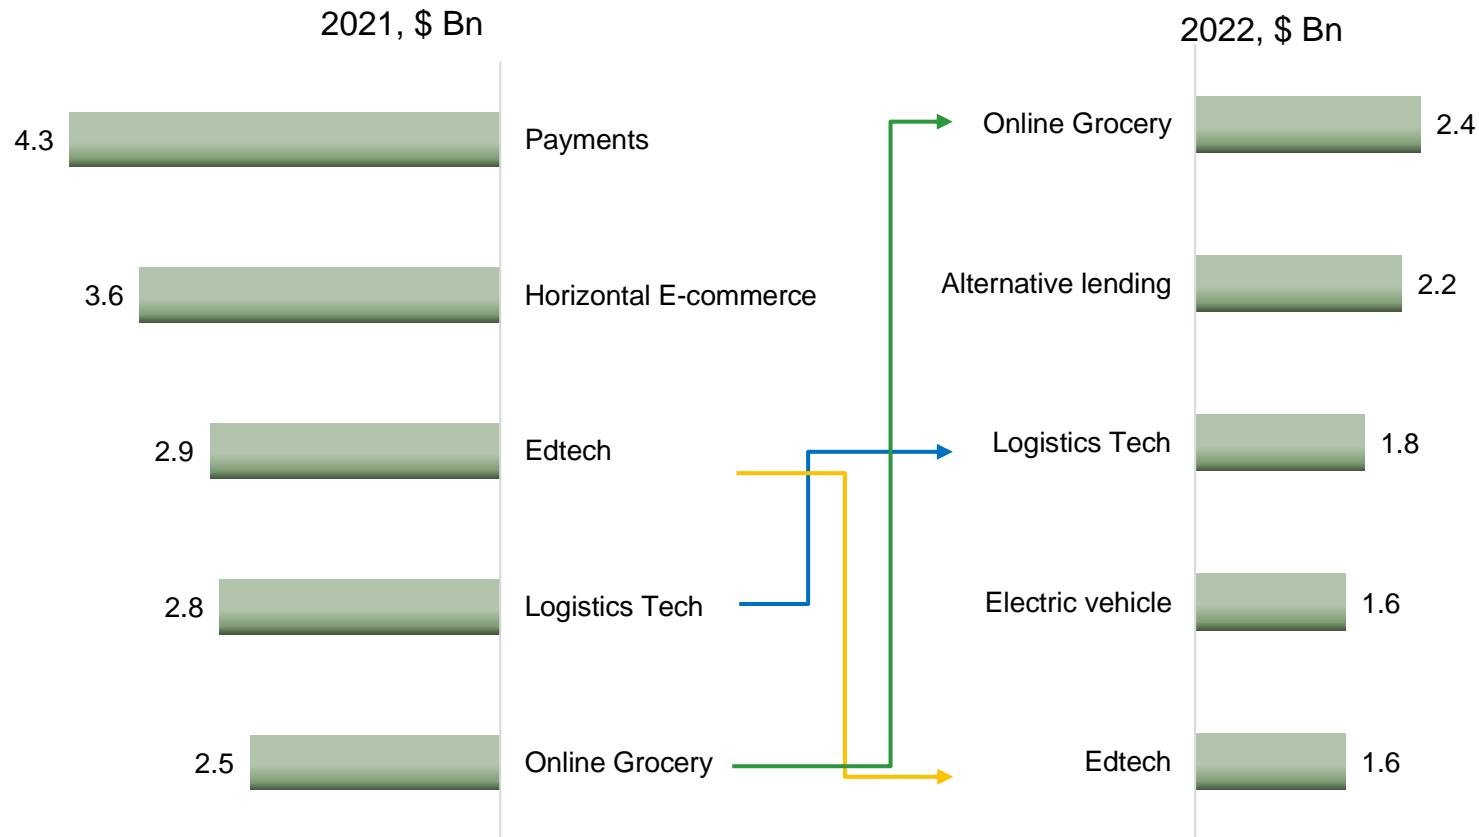 2021, $ Bn
4.3
Payments
3.6
Horizontal E-commerce
2.9
Edtech
2.8
Logistics Tech
2.5
Online Grocery
2022, $ Bn
Online Grocery
2.4
Alternative lending
2.2
Logistics Tech
1.8
Electric vehicle
1.6
Edtech
1.6